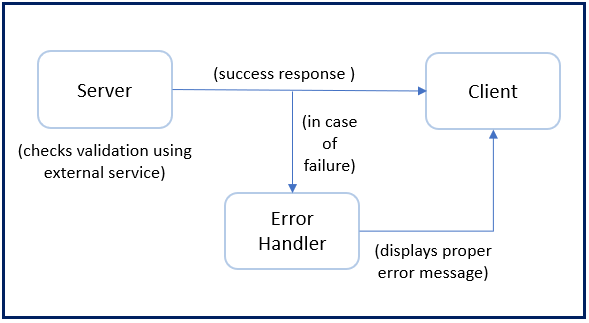 (success response )
Server
Client
(in case
of
failure)
(checks validation using
external service)
Error
Handler
(displays proper
error message)